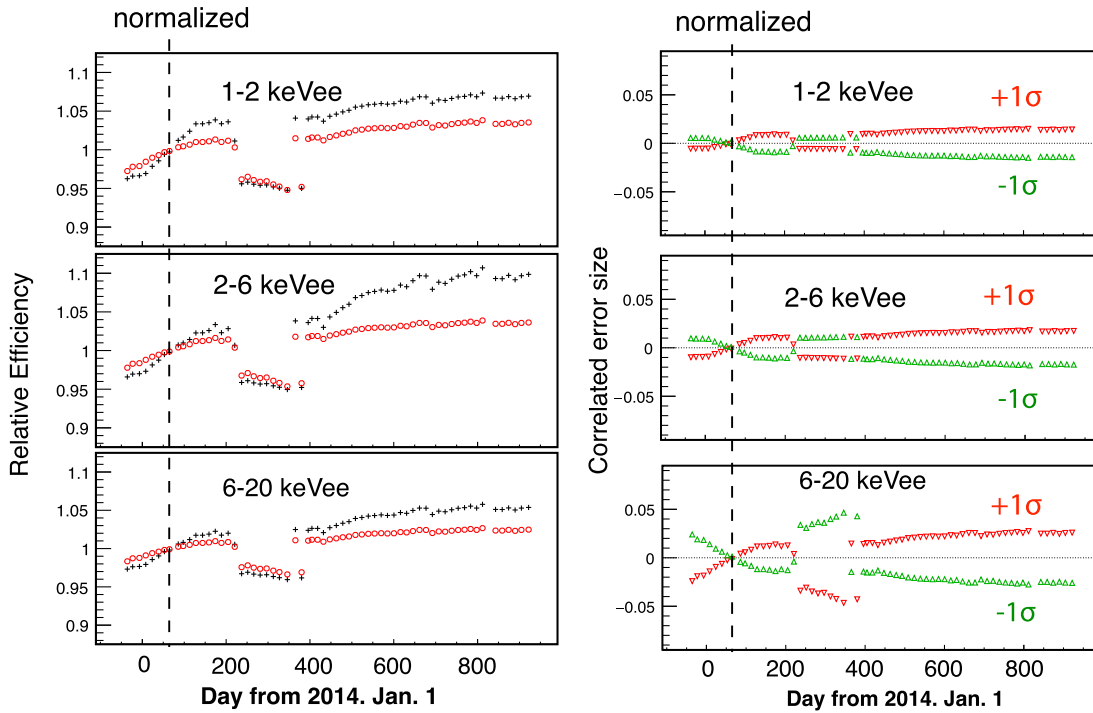 normalized
1-2 keVee
1.1
1.05
1
0.95
0.9
2-6 keVee
1.1
1.05
1
0.95
0.9
6-20 keVee
1.1
1.05
1
0.95
0.9
Relative Efficiency
0 200 400 600 800
Day from 2014. Jan. 1
normalized
1-2 keVee
+1σ
-1σ
0.05
0
−0.05
2-6 keVee
+1σ
-1σ
0.05
0
−0.05
6-20 keVee
+1σ
-1σ
0.05
0
−0.05
Correlated error size
0 200 400 600 800
Day from 2014. Jan. 1